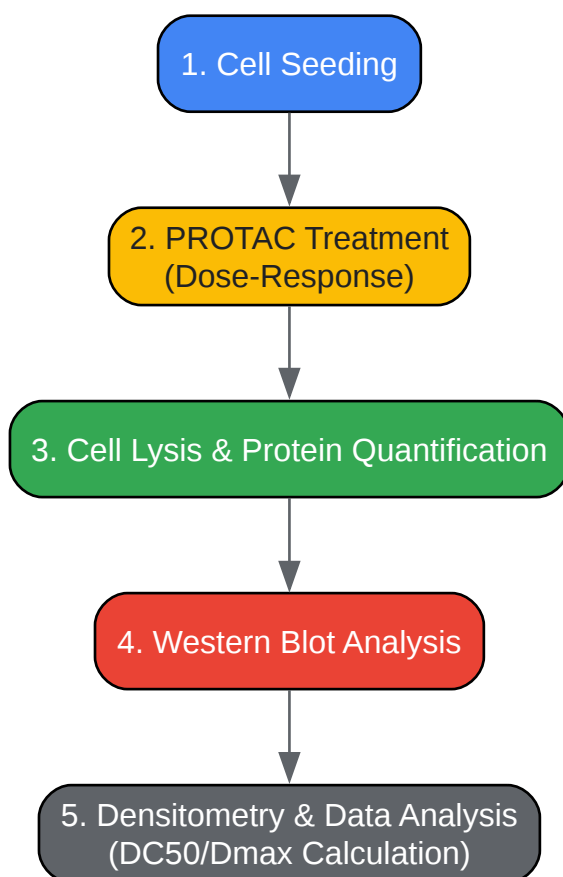 1. Cell Seeding
2. PROTAC Treatment
(Dose-Response)
3. Cell Lysis & Protein Quantification
4. Western Blot Analysis
5. Densitometry & Data Analysis
(DC50/Dmax Calculation)